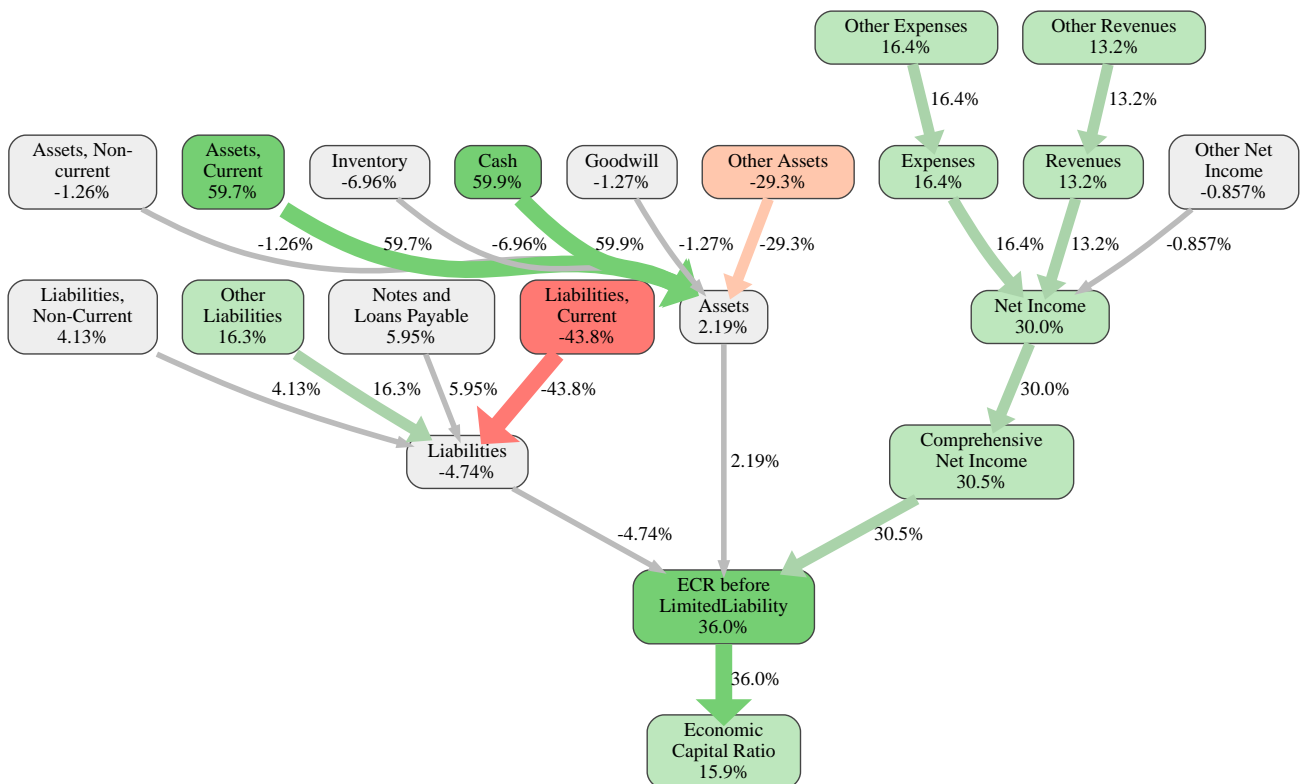 Other Expenses
16.4%
Other Revenues
13.2%
16.4%
13.2%
Assets, Non-
current
-1.26%
Assets,
Current
59.7%
Inventory
-6.96%
Cash
59.9%
Goodwill
-1.27%
Other Assets
-29.3%
Expenses
16.4%
Revenues
13.2%
Other Net
Income
-0.857%
-1.26%
59.7%
-6.96%
59.9%
-1.27%
-29.3%
16.4%
13.2%
-0.857%
Liabilities,
Non-Current
4.13%
Other
Liabilities
16.3%
Notes and
Loans Payable
5.95%
Liabilities,
Current
-43.8%
Assets
2.19%
Net Income
30.0%
4.13%
16.3%
5.95%
-43.8%
30.0%
Liabilities
-4.74%
2.19%
Comprehensive
Net Income
30.5%
-4.74%
30.5%
ECR before
LimitedLiability
36.0%
36.0%
Economic
Capital Ratio
15.9%